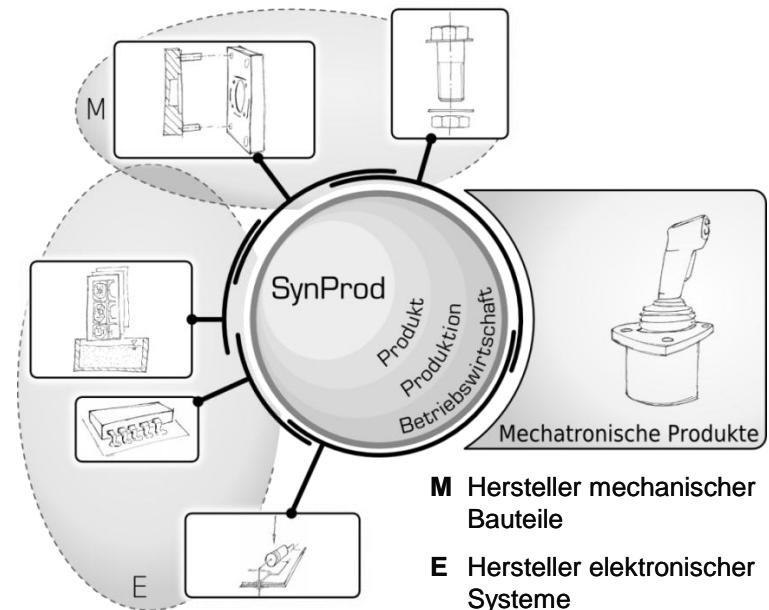 M
SynProd
Produkt
Produktion
Betriebswirtschaft
Mechatronische Produkte
E
M Hersteller mechanischer
Bauteile
E Hersteller elektronischer
Systeme